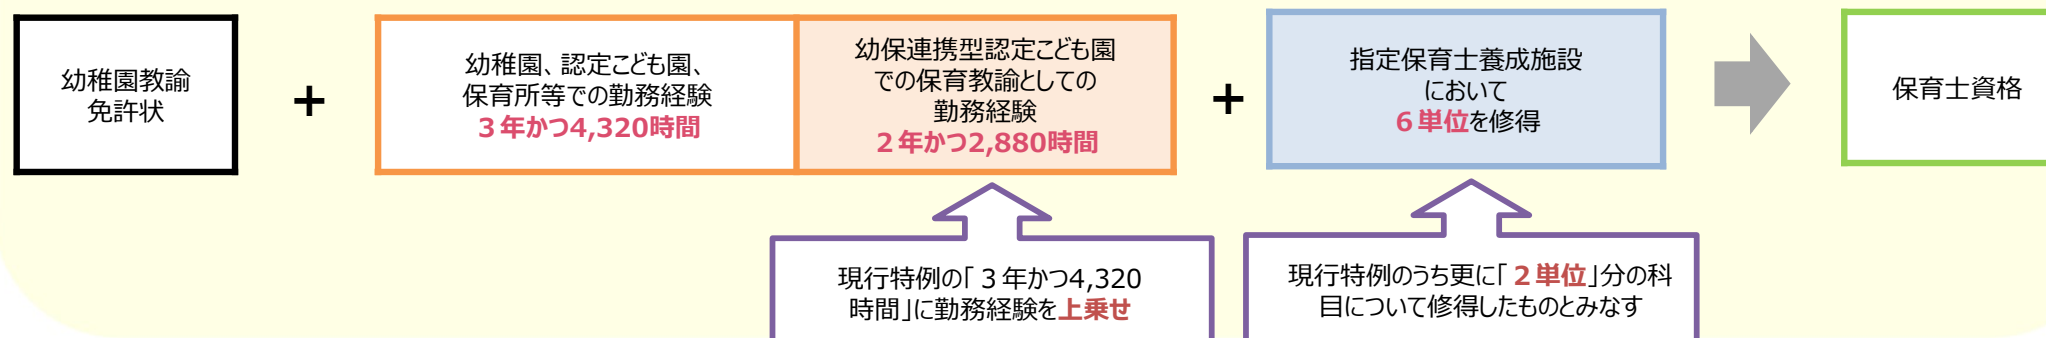 幼稚園教諭
免許状
+
幼稚園、認定こども園、
保育所等での勤務経験
3年かつ4,320時間
幼保連携型認定こども園
での保育教諭としての
勤務経験
2年かつ2,880時間
+
指定保育士養成施設
において
6単位を修得
保育士資格
現行特例の「3年かつ4,320
時間」に勤務経験を上乗せ
現行特例のうち更に「2単位」分の科
目について修得したものとみなす